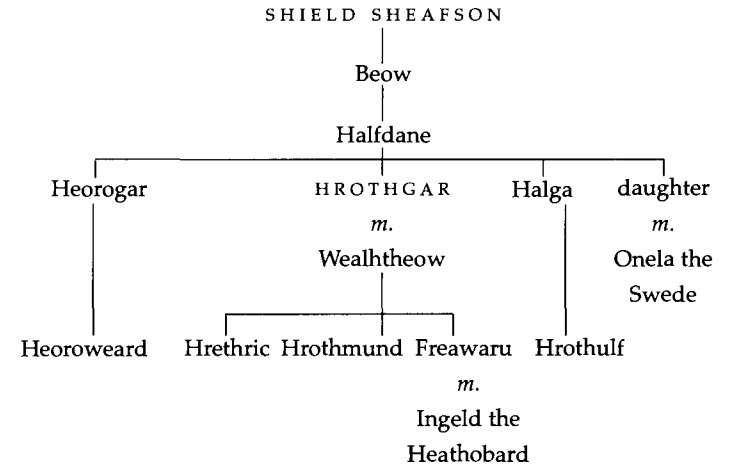 SHIELD SHEAFSON
Beow
Halfdane
Heorogar HROTHGAR Halga daughter
m. m.
Wealhtheow Onela the
Swede
Heoroweard Hrethric Hrothmund Freawaru Hrothulf
m.
Ingeld the
Heathobard